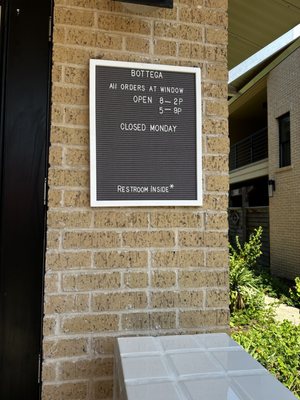 BOTTEGA
ALL ORDERS AT WINDOW
OPEN 8-2P
5-9P
CLOSED MONDAY
RESTROOM INSIDE*